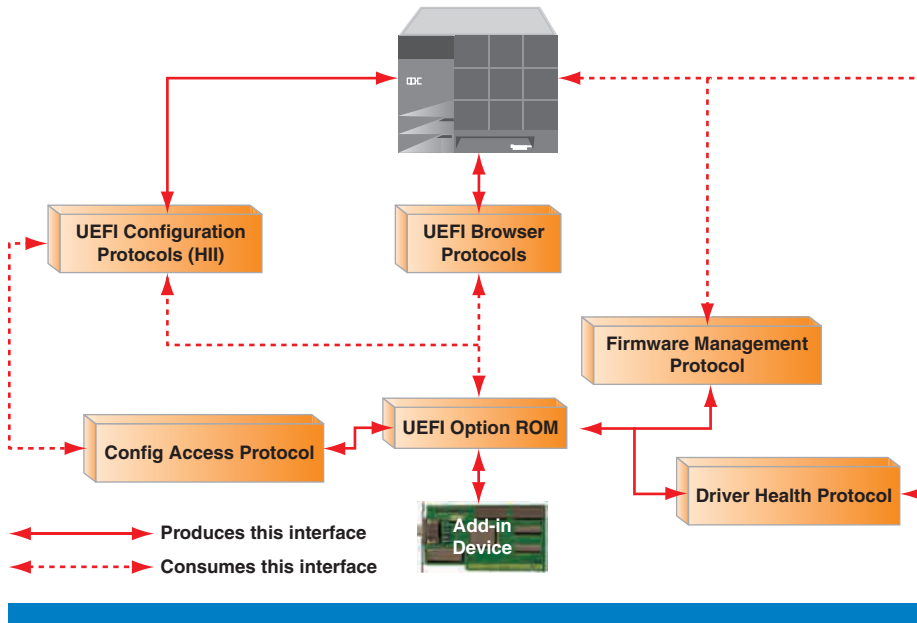 UEFI Configuration
Protocols (HII)
UEFI Browser
Protocols
Firmware Management
Protocol
UEFI Option ROM
Config Access Protocol
Driver Health Protocol
Add-in
Device
Produces this interface
Consumes this interface